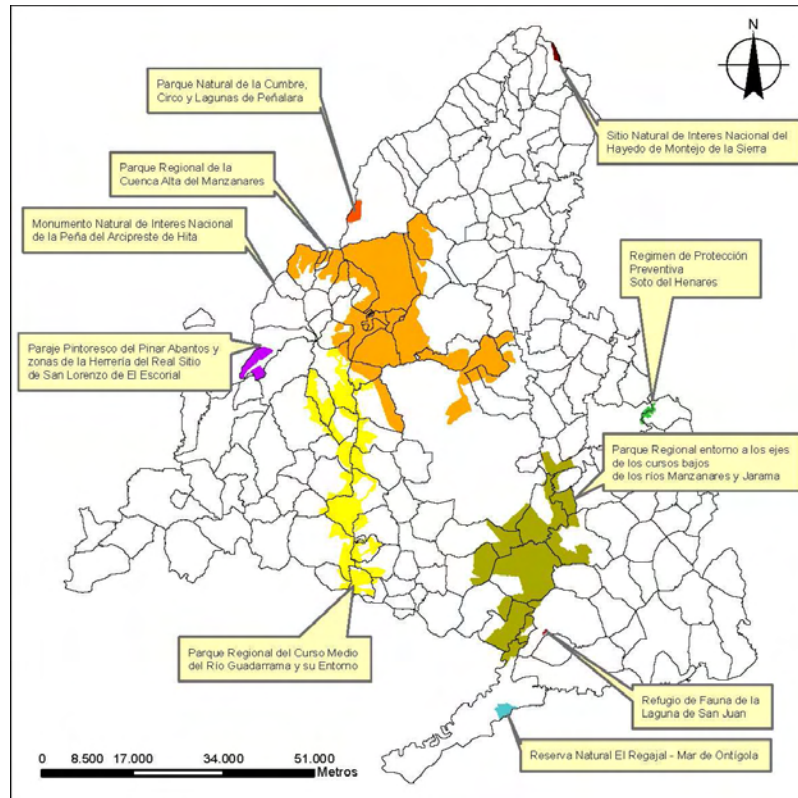 N
Parque Natural de la Cumbre,
Circo y Lagunas de Peñalara
Sitio Natural de Interes Nacional del
Hayedo de Montejo de la Sierra
Parque Regional de la
Cuenca Alta del Manzanares
Monumento Natural de Interes Nacional
de la Peña del Arcipreste de Hita
Regimen de Protección
Preventiva
Soto del Henares
Paraje Pintoresco del Pinar Abantos y
zonas de la Herrería del Real Sitio
de San Lorenzo de El Escorial
Parque Regional entorno a los ejes
de los cursos bajos
de los ríos Manzanares y Jarama
Parque Regional del Curso Medio
del Río Guadarrama y su Entorno
Refugio de Fauna de la
Laguna de San Juan
Reserva Natural El Regajal - Mar de Ontígola
0 8.500 17.000 34.000 51.000
Metros